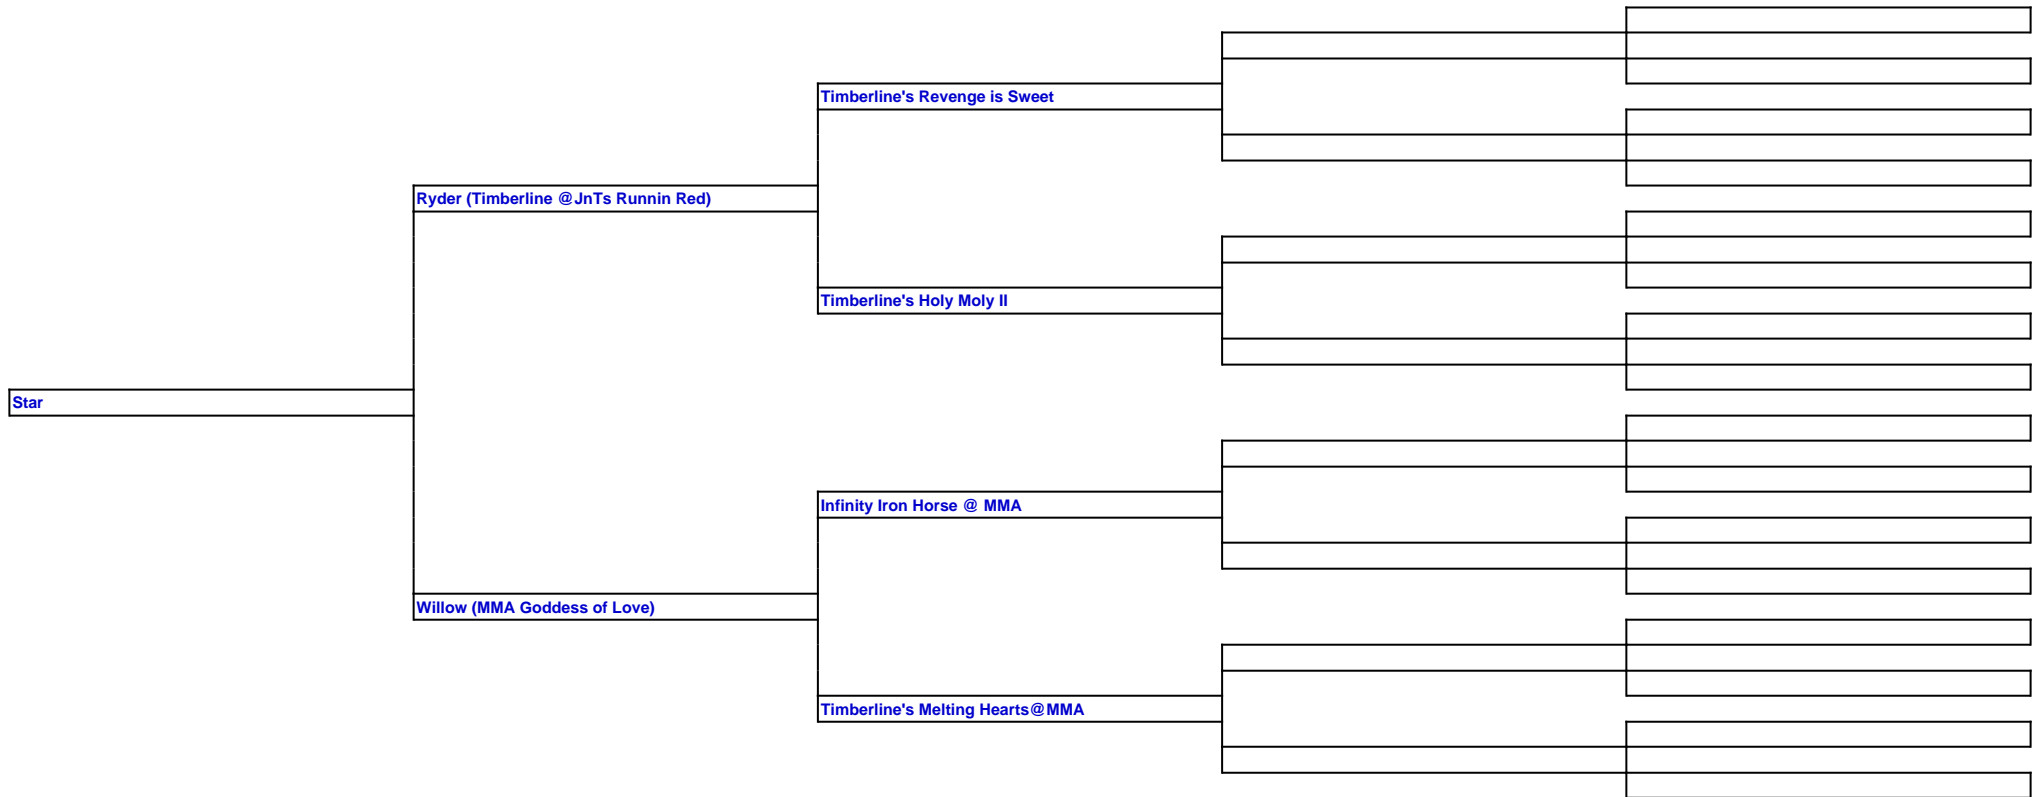 Timberline's Revenge is Sweet
Ryder (Timberline @JnTs Runnin Red)
Timberline's Holy Moly II
Star
Infinity Iron Horse @ MMA
Willow (MMA Goddess of Love)
Timberline's Melting Hearts@MMA